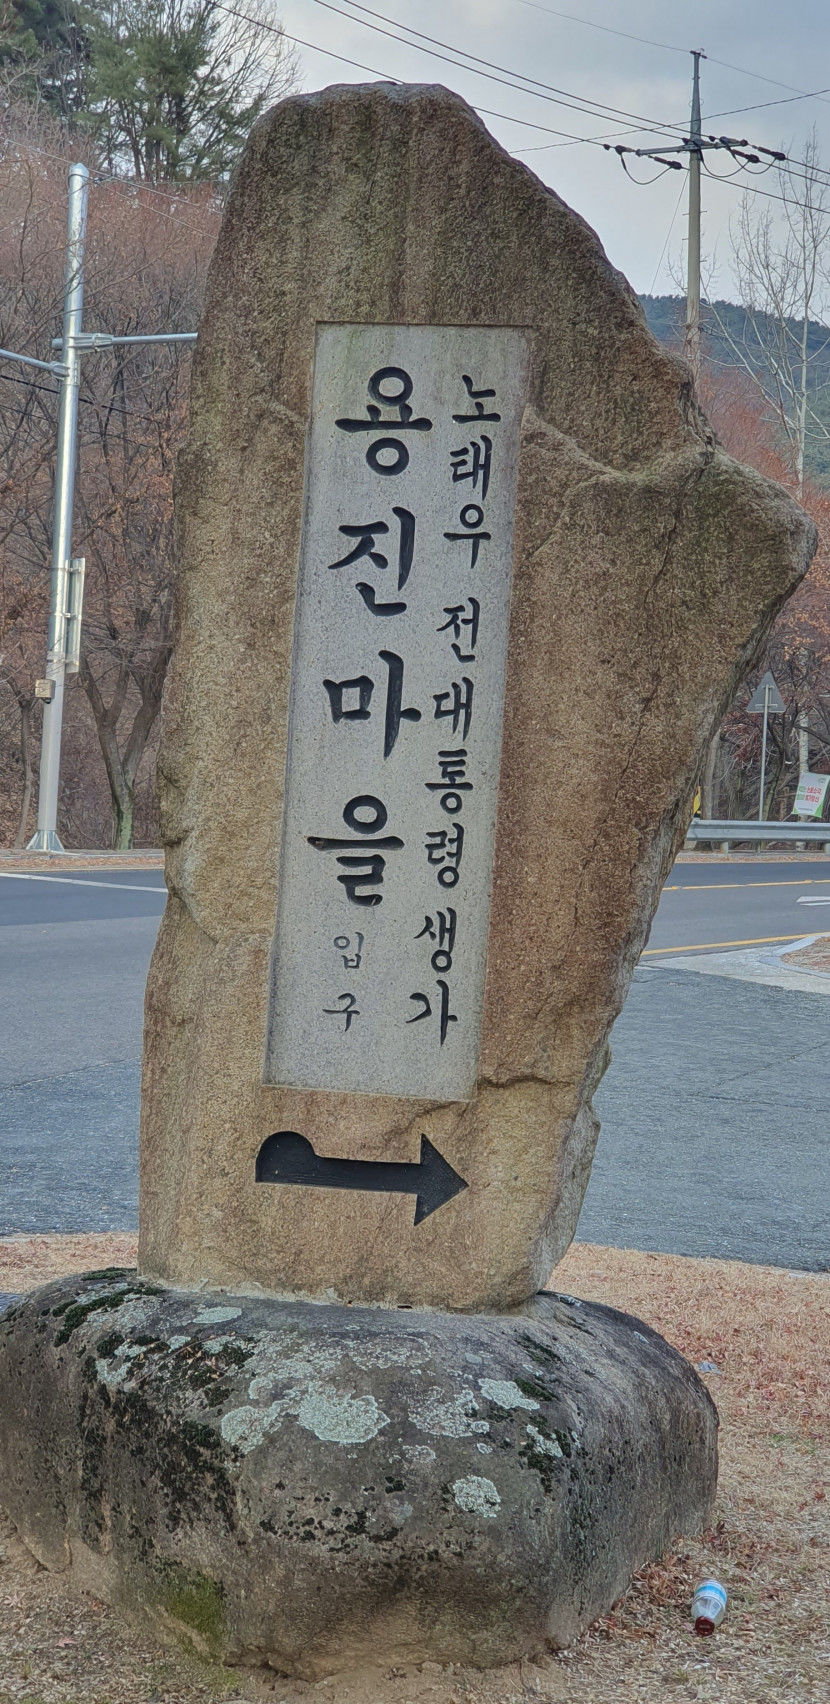 노태우 전대통령 생가
용진마을 입구